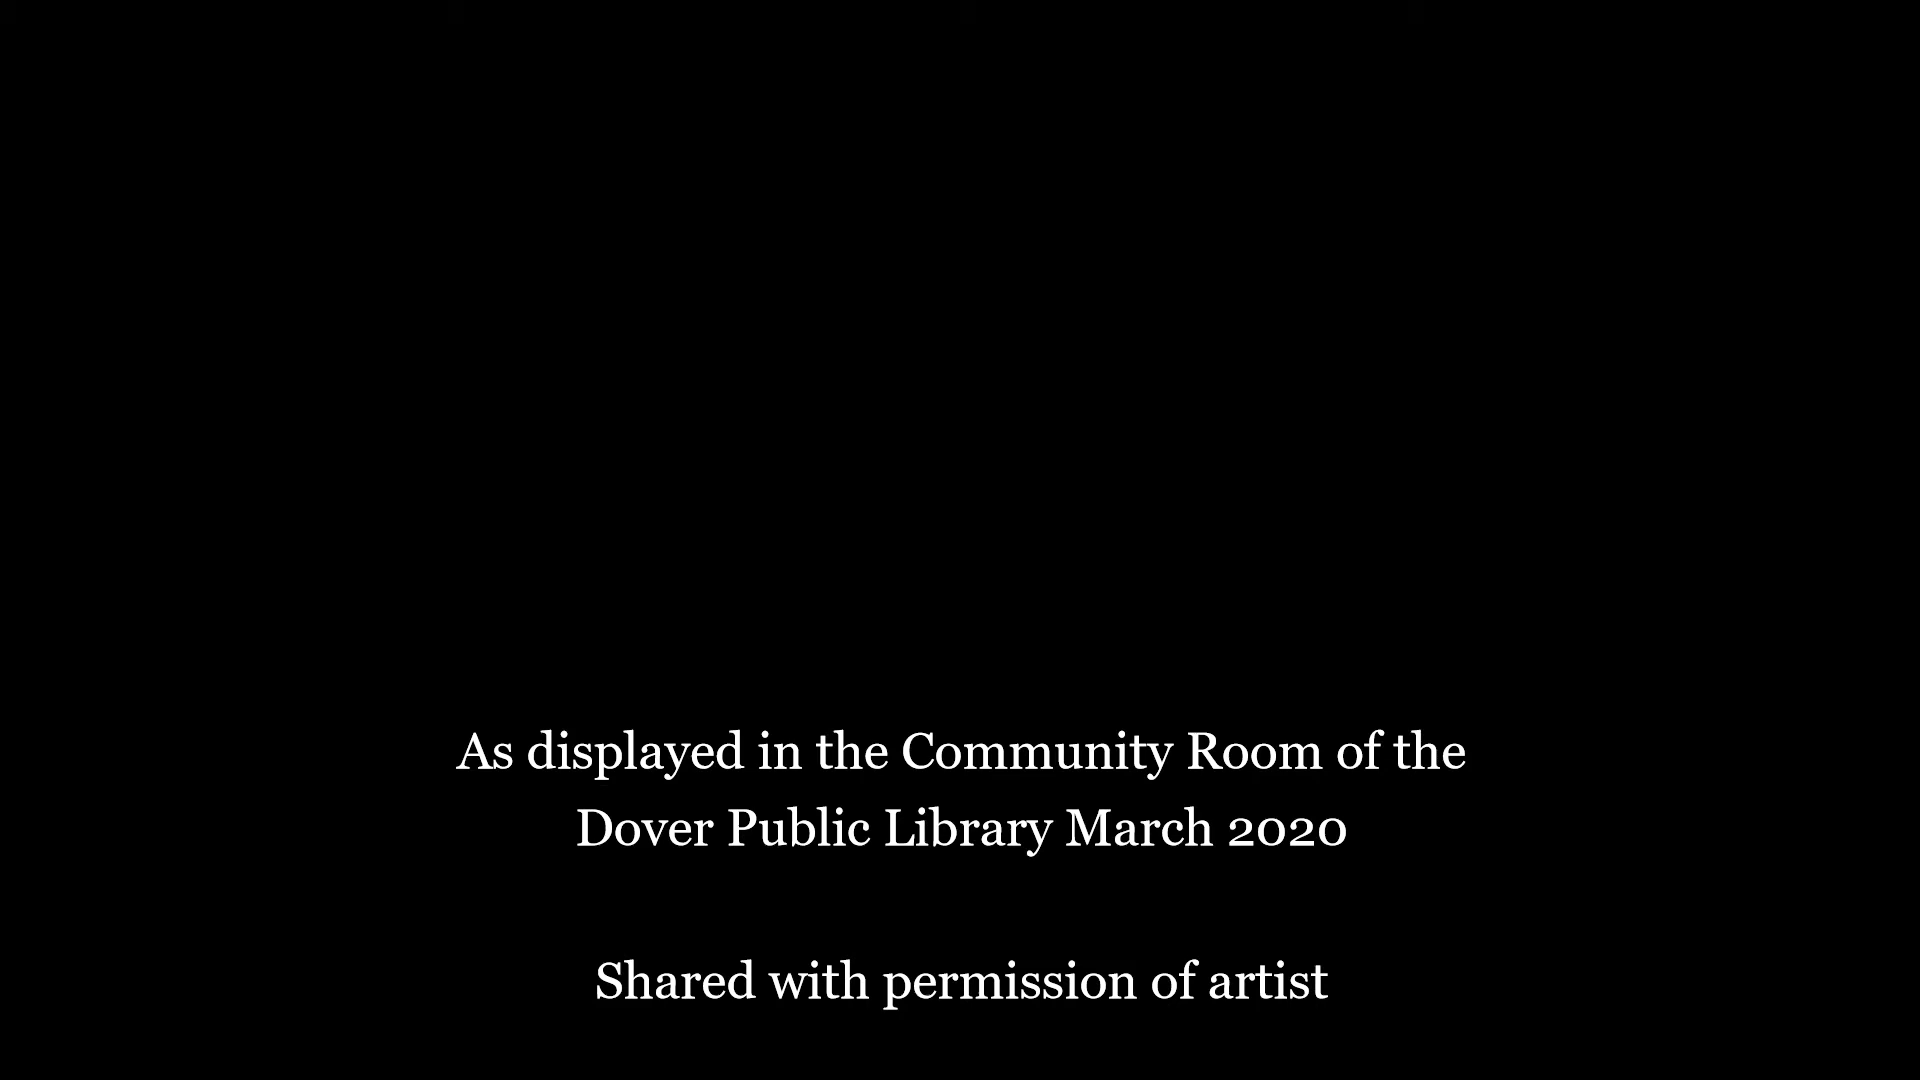 As displayed in the Community Room of the
Dover Public Library March 2020
Shared with permission of artist